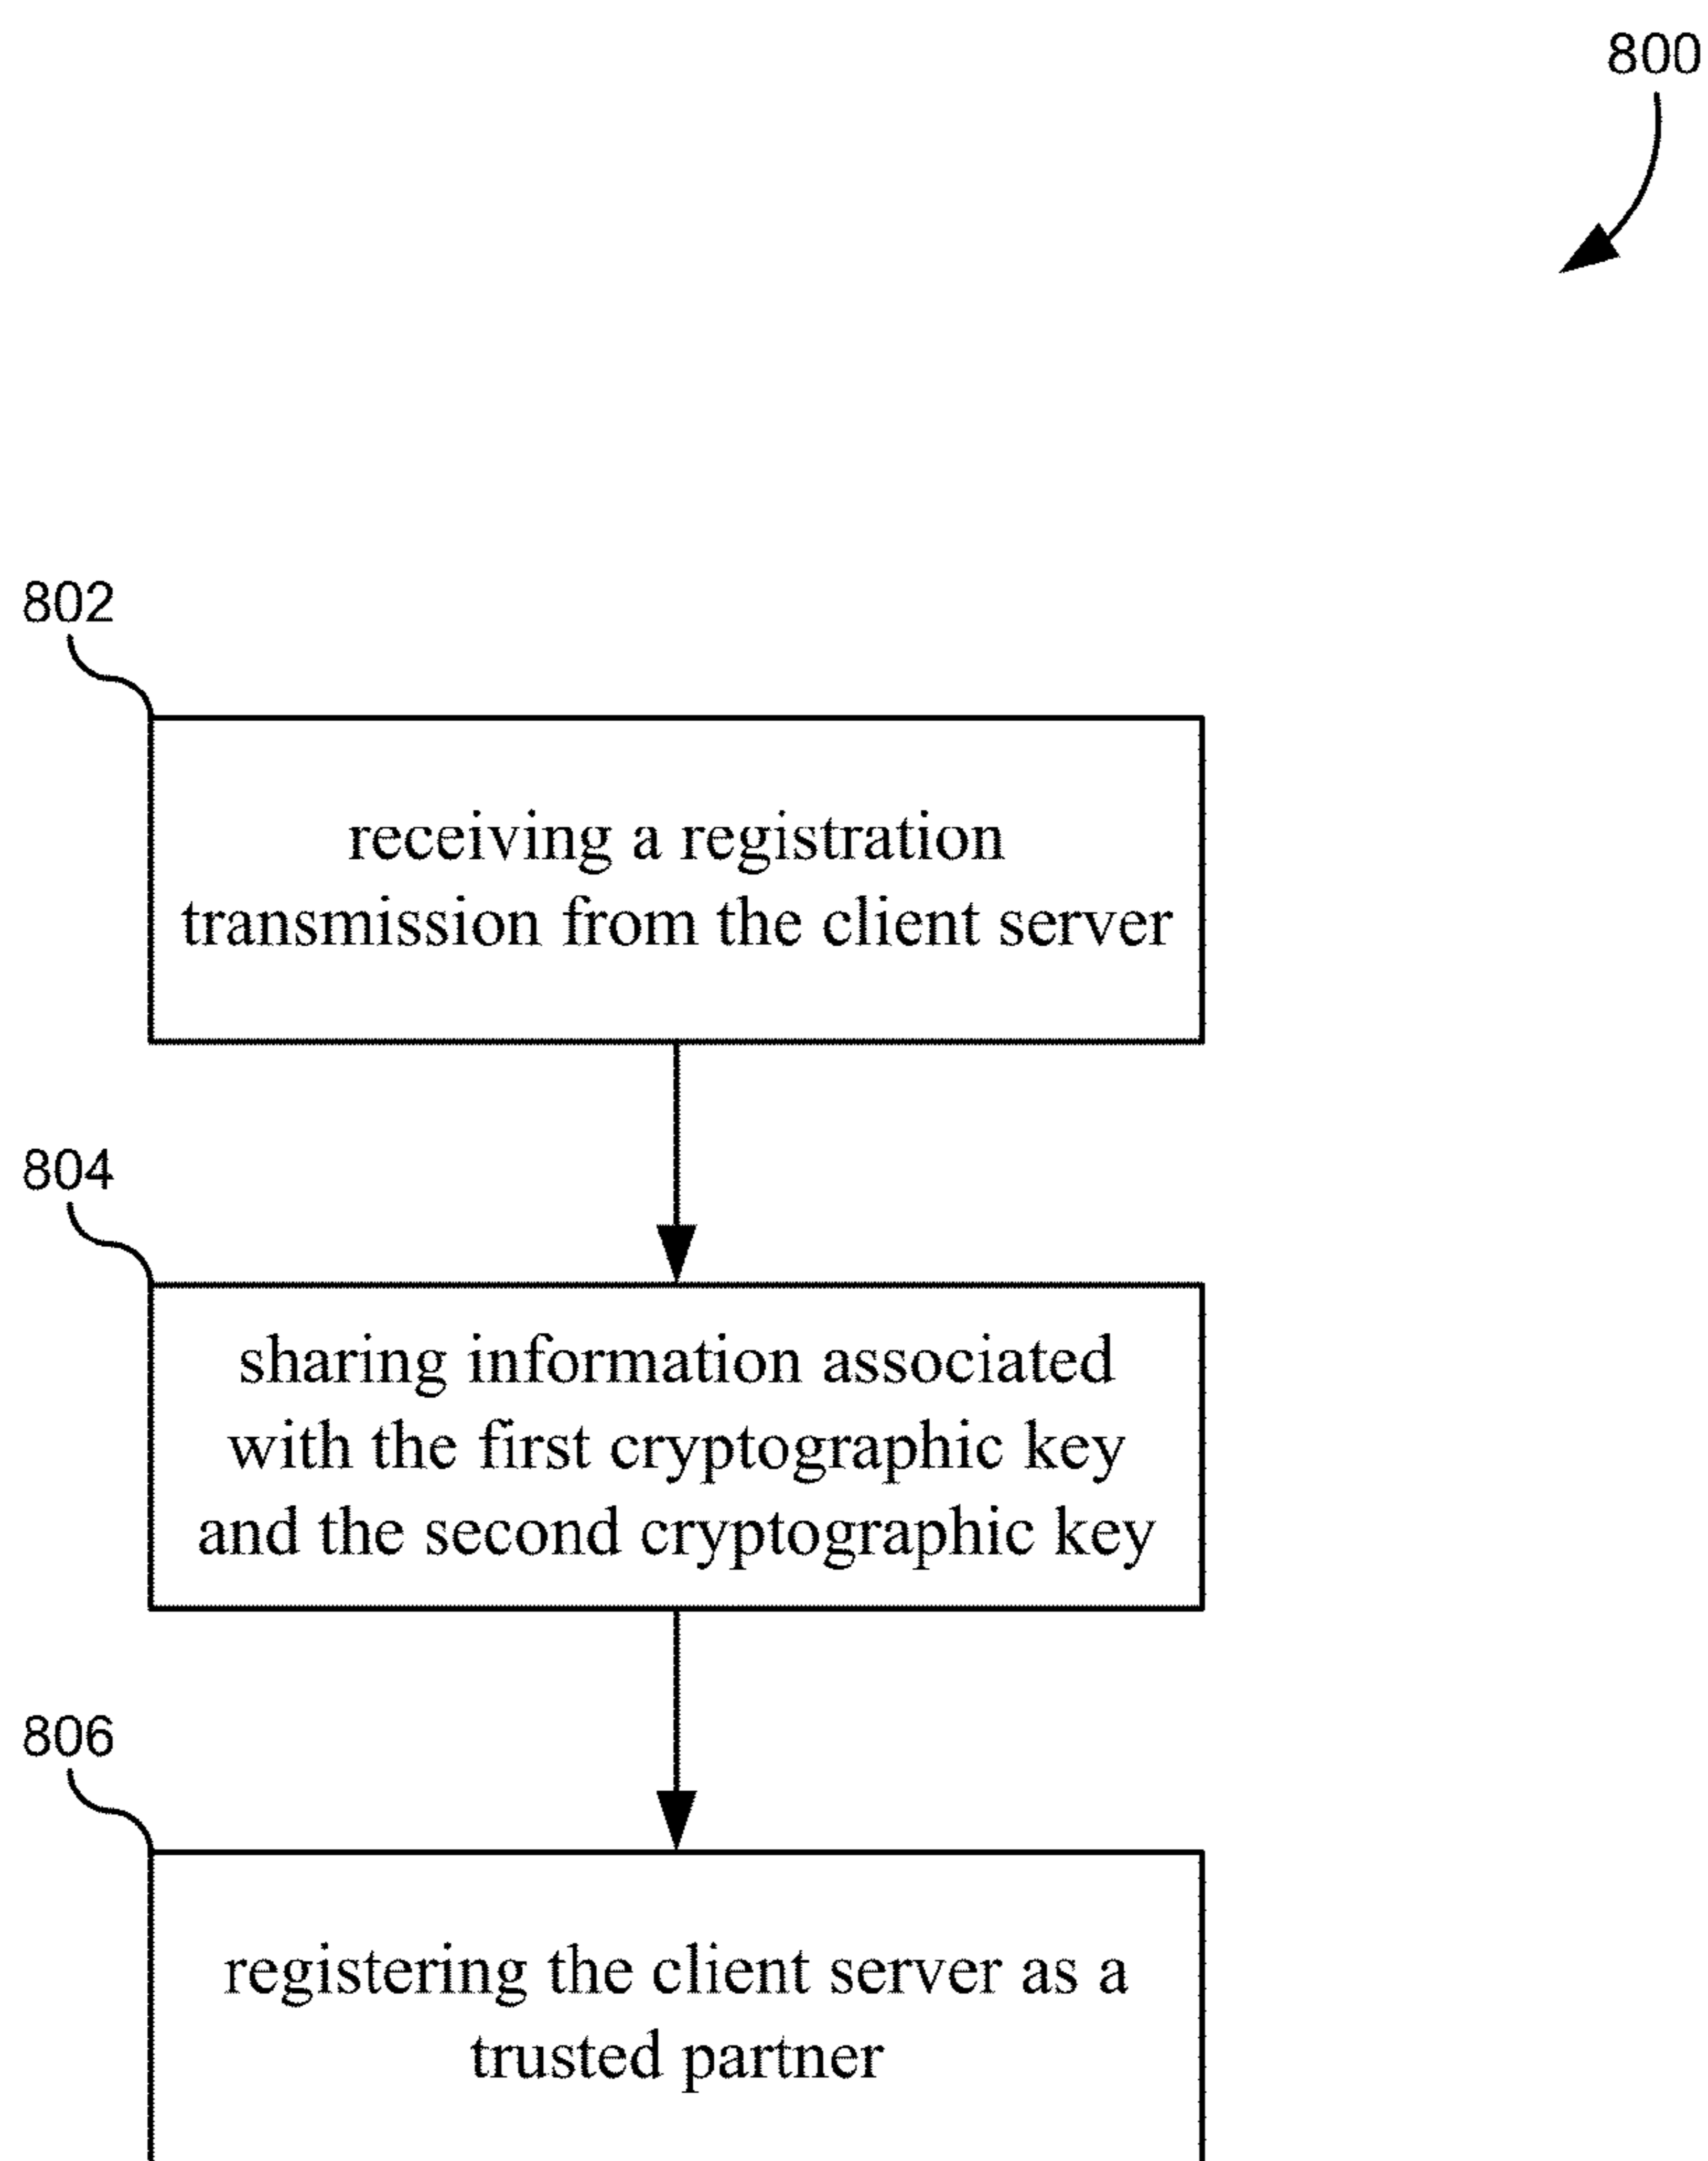 800
802
receiving a registration
transmission from the client server
804
sharing information associated
with the first cryptographic key
and the second cryptographic key
806
registering the client server as a
trusted partner